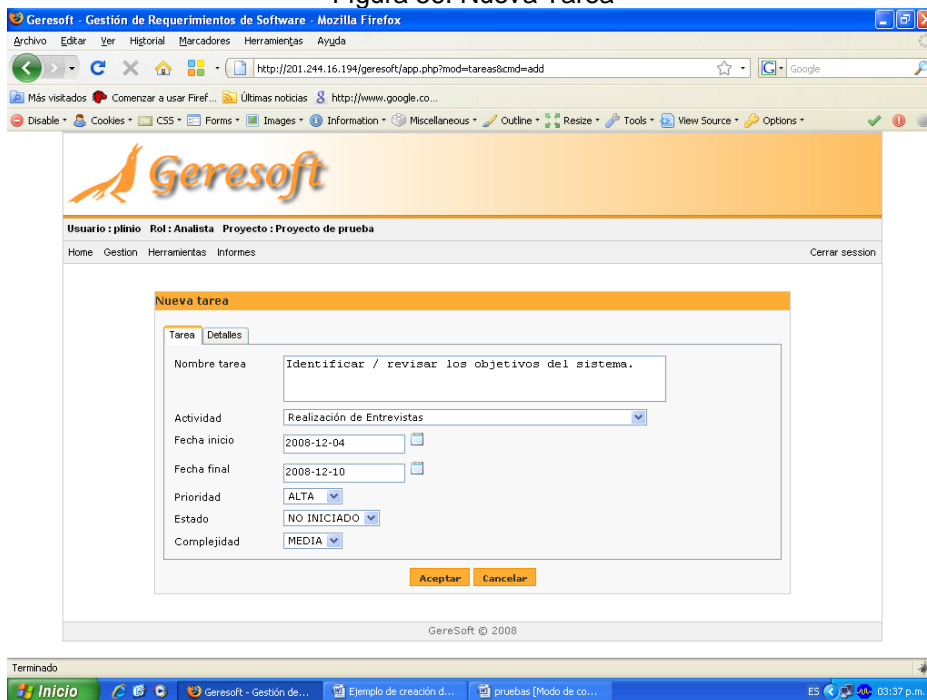 Figura 56. Nueva Tarea
Geresoft - Gestión de Requerimientos de Software - Mozilla Firefox
Archivo Editar Ver Historial Marcadores Herramientas Ayuda
http://201.244.16.194/geresoft/app.php?mod=tareas&cmd=add
Google
Más visitados Comenzar a usar Firef... Últimas noticias http://www.google.co...
Disable Cookies CSS Forms Images Information Miscellaneous Outline Resize Tools View Source Options
Geresoft
Usuario : plinio Rol : Analista Proyecto : Proyecto de prueba
Home Gestion Herramientas Informes Cerrar session
Nueva tarea
Tarea Detalles
Nombre tarea Identificar / revisar los objetivos del sistema.
Actividad Realización de Entrevistas
Fecha inicio 2008-12-04
Fecha final 2008-12-10
Prioridad ALTA
Estado NO INICIADO
Complejidad MEDIA
Aceptar Cancelar
GereSoft © 2008
Terminado
Inicio Geresoft - Gestión de... Ejemplo de creación d... pruebas [Modo de co... ES 03:37 p.m.